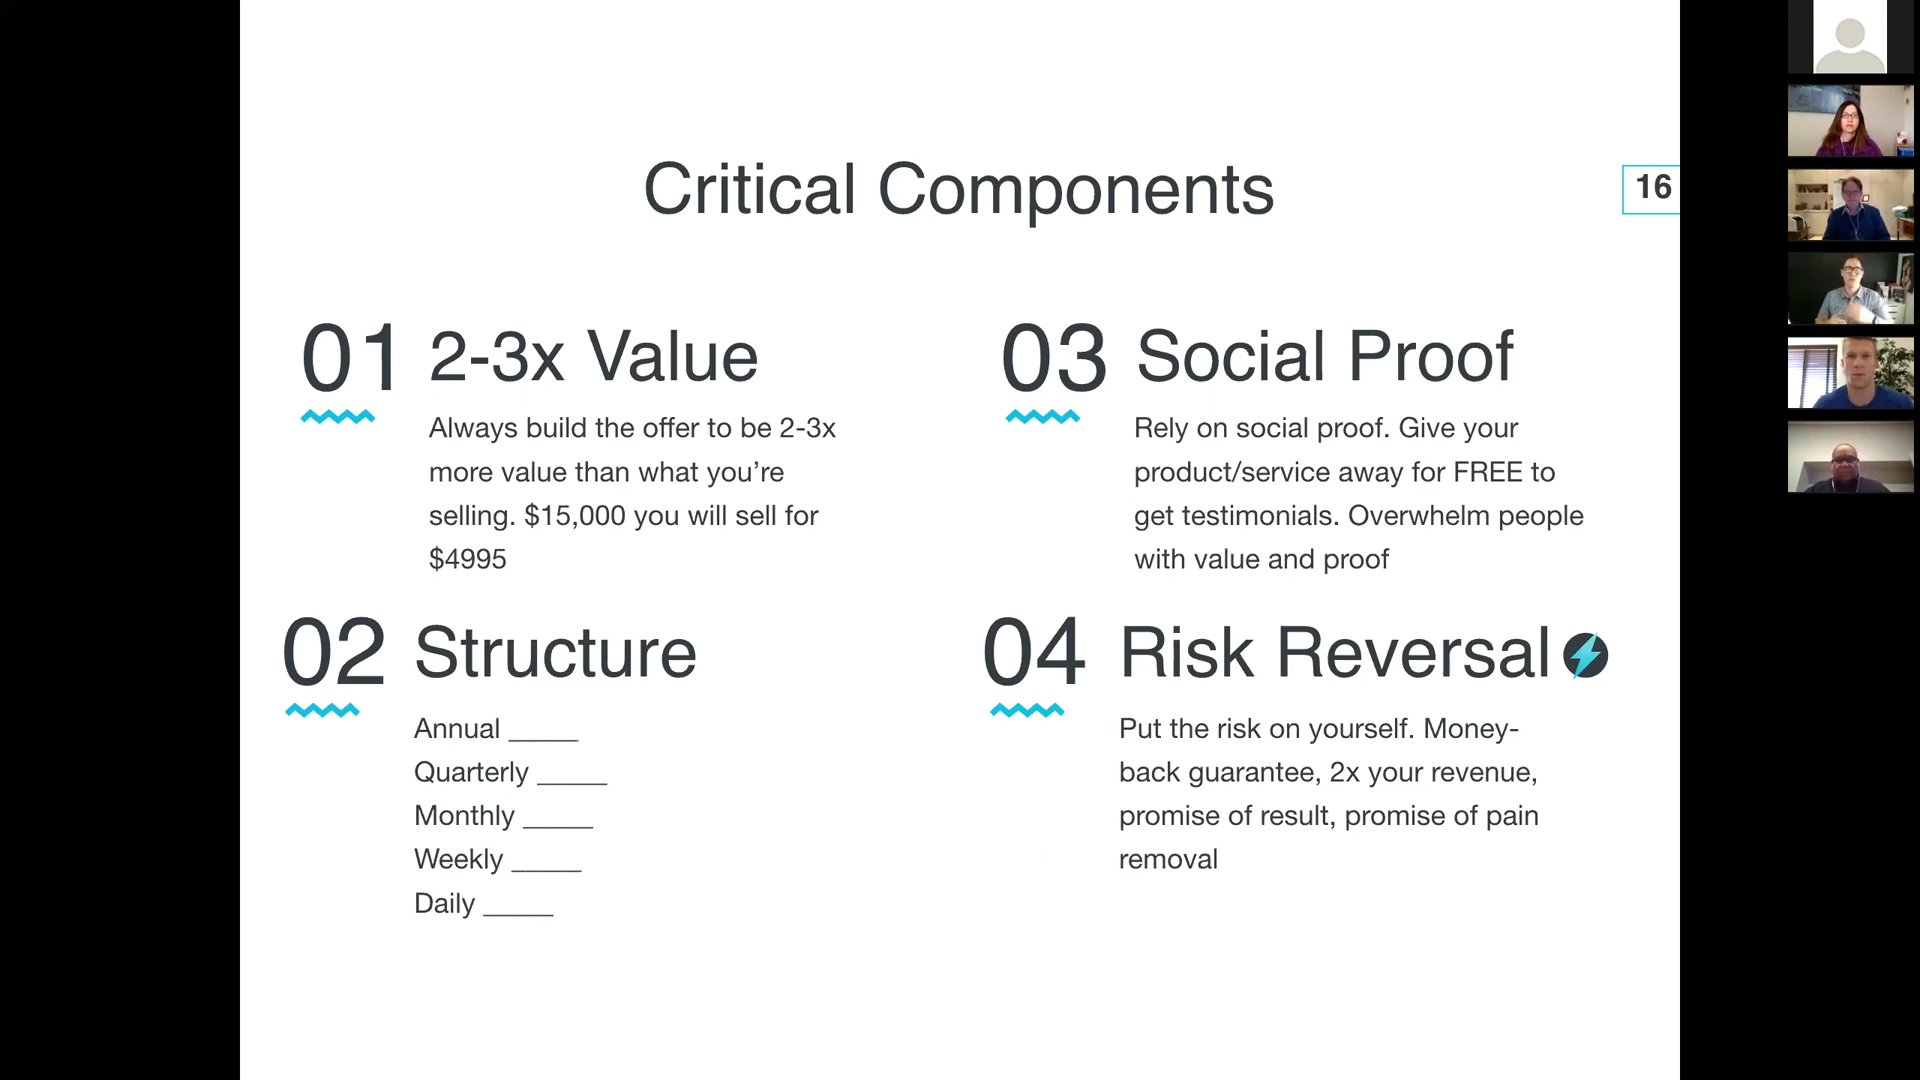 Critical Components
16
01 2-3x Value
Always build the offer to be 2-3x
more value than what you’re
selling. $15,000 you will sell for
$4995
02 Structure
Annual _____
Quarterly _____
Monthly _____
Weekly _____
Daily _____
03 Social Proof
Rely on social proof. Give your
product/service away for FREE to
get testimonials. Overwhelm people
with value and proof
04 Risk Reversal
Put the risk on yourself. Money-
back guarantee, 2x your revenue,
promise of result, promise of pain
removal